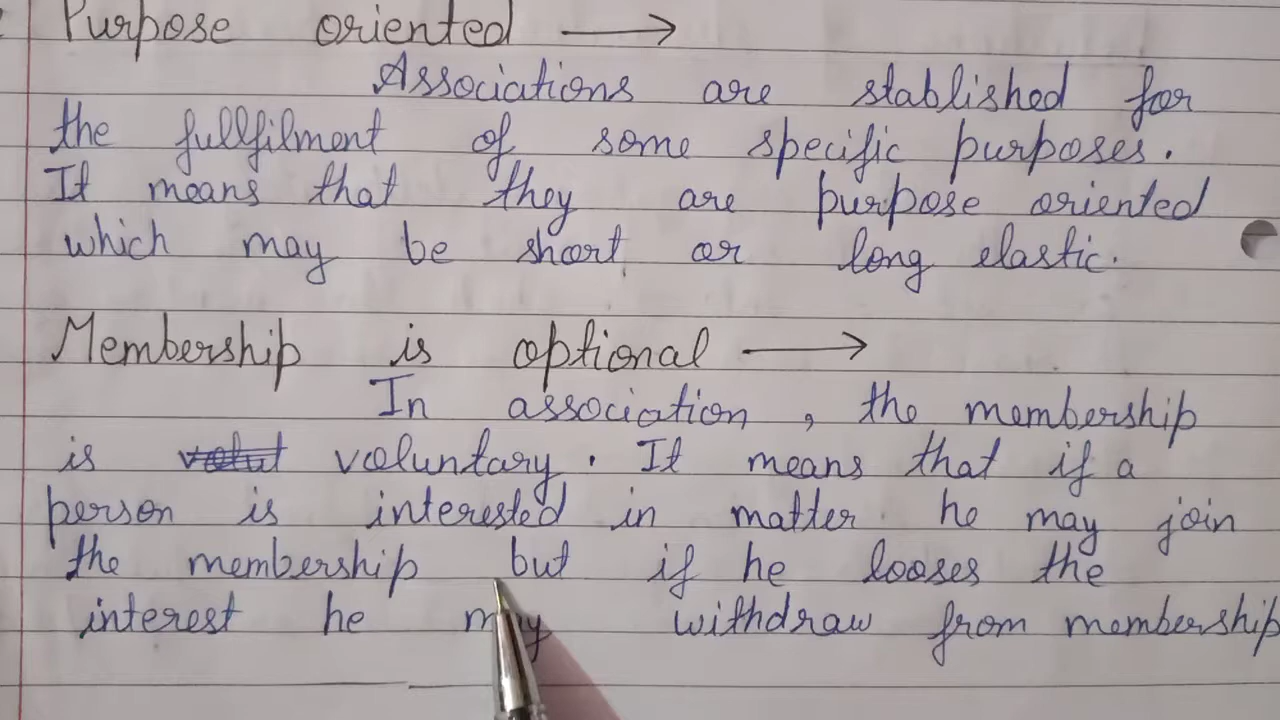 Purpose oriented →
Associations are stablished for
the fullfilment of some specific purposes.
It means that they are purpose oriented
which may be short or long elastic.
Membership is optional →
In association, the membership
is voluntary. It means that if a
person is interested in matter he may join
the membership but if he looses the
interest he may withdraw from membership